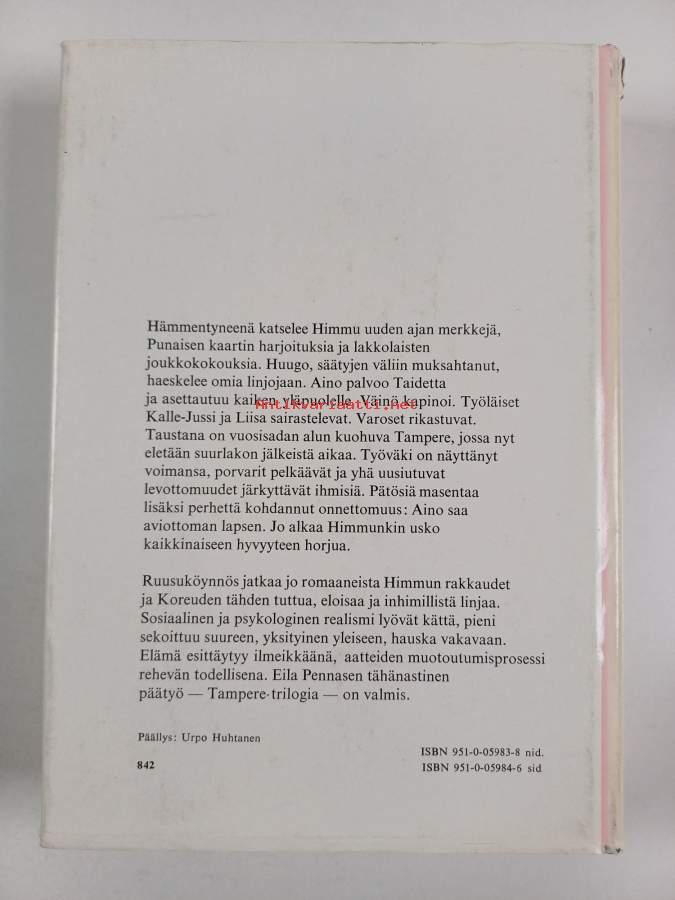 Hämmentyneenä katselee Himmu uuden ajan merkkejä,
Punaisen kaartin harjoituksia ja lakkolaisten
joukkokokouksia. Huugo, säätyjen väliin muksahtanut,
haeskelee omia linjojaan. Aino palvoo Taidetta
ja asettautuu kaiken yläpuolelle. Väinö kapinoi. Työläiset
Antikvariaatti.net
Kalle-Jussi ja Liisa sairastelevat. Varoset rikastuvat.
Taustana on vuosisadan alun kuohuva Tampere, jossa nyt
eletään suurlakon jälkeistä aikaa. Työväki on näyttänyt
voimansa, porvarit pelkäävät ja yhä uusiutuvat
levottomuudet järkyttävät ihmisiä. Pätösiä masentaa
lisäksi perhettä kohdannut onnettomuus: Aino saa
aviottoman lapsen. Jo alkaa Himmunkin usko
kaikkinaiseen hyvyyteen horjua.
Ruusuköynnös jatkaa jo romaaneista Himmun rakkaudet
ja Koreuden tähden tuttua, eloisaa ja inhimillistä linjaa.
Sosiaalinen ja psykologinen realismi lyövät kättä, pieni
sekoittuu suureen, yksityinen yleiseen, hauska vakavaan.
Elämä esittäytyy ilmeikkäänä, aatteiden muotoutumisprosessi
rehevän todellisena. Eila Pennasen tähänastinen
päätyö — Tampere-trilogia — on valmis.
Päällys: Urpo Huhtanen
ISBN 951-0-05983-8 nid.
842
ISBN 951-0-05984-6 sid